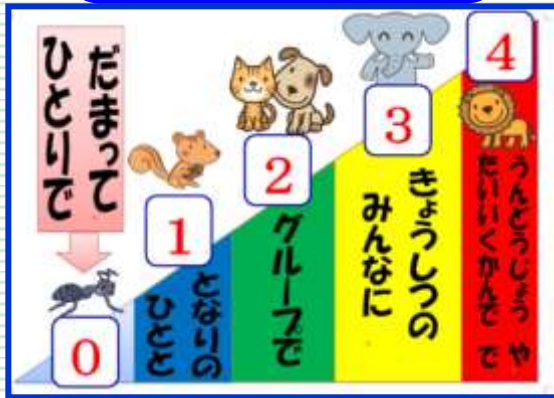 だまって
ひとりで
0
1
となりの
ひとと
2
グループで
3
きょうしつの
みんなに
4
うんどうじょう や
たいいくかんで で